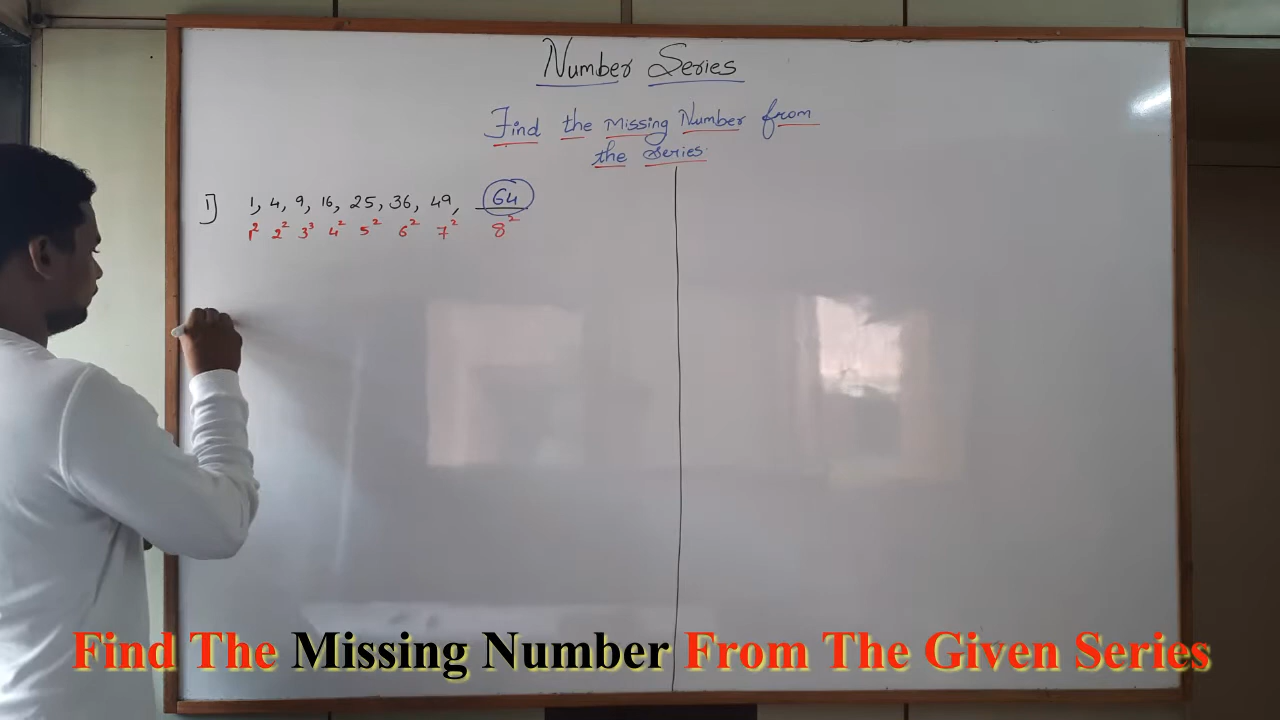 Number Series
Find the Missing Number from
the Series.
1] 1, 4, 9, 16, 25, 36, 49, 64
1² 2² 3³ 4² 5² 6² 7² 8²
Find The Missing Number From The Given Series